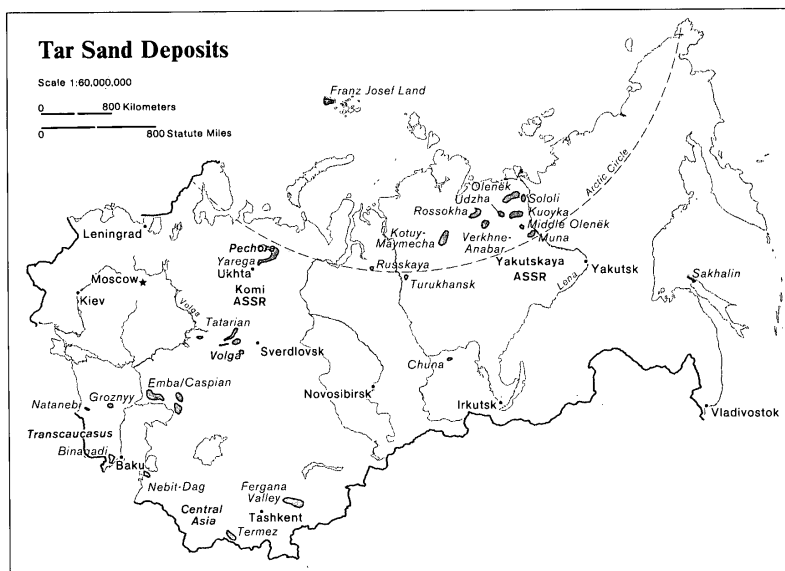 Tar Sand Deposits
Scale 1:60,000,000
0 800 Kilometers
0 800 Statute Miles
Franz Josef Land
Arctic Circle
Olenëk
Udzha
Sololi
Rossokha
Kuoyka
Middle Olenëk
Kotuy-
Maymecha
Verkhne-
Anabar
Muna
Leningrad
Pechora
Yarega
Ukhta
Komi
ASSR
Russkaya
Turukhansk
Yakutskaya
ASSR
Lena
Yakutsk
Sakhalin
Moscow
Kiev
Volga
Tatarian
Volga
Sverdlovsk
Chuna
Emba/Caspian
Novosibirsk
Irkutsk
Vladivostok
Natanebi
Groznyy
Transcaucasus
Binagadi
Baku
Nebit-Dag
Fergana
Valley
Central
Asia
Tashkent
Termez